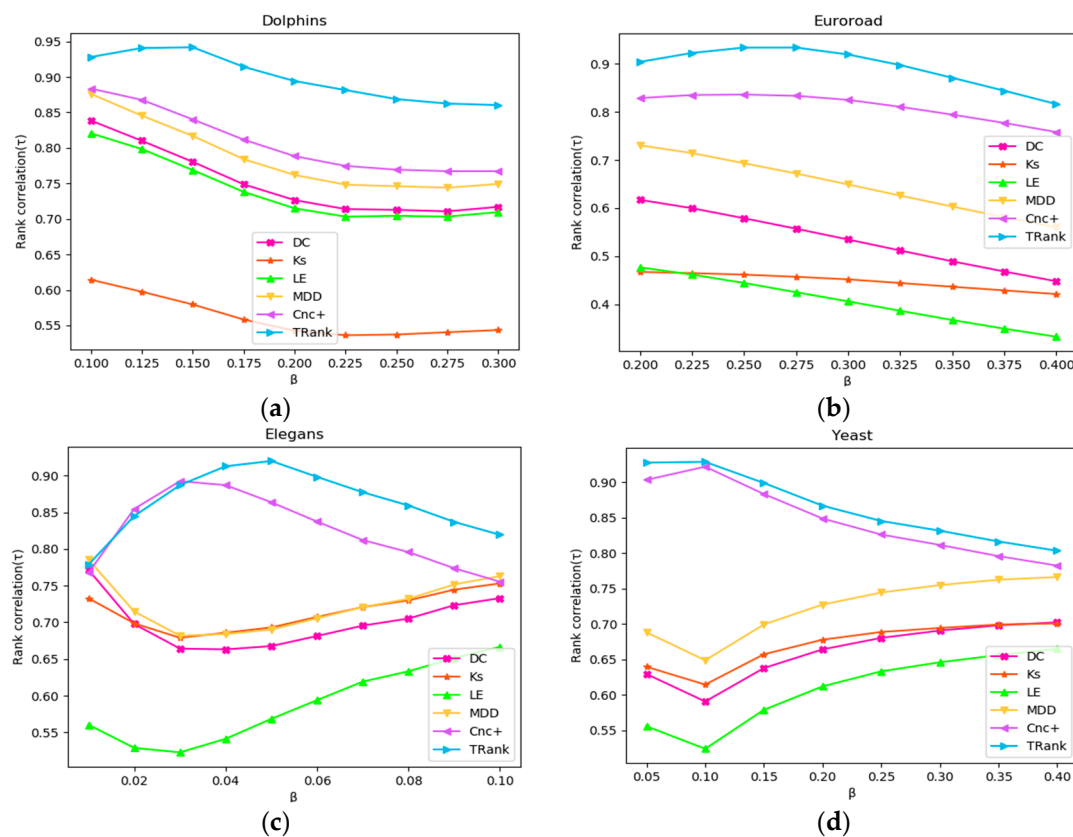 Dolphins
Rank correlation(τ)
0.95
0.90
0.85
0.80
0.75
0.70
0.65
0.60
0.55
DC
Ks
LE
MDD
Cnc+
TRank
0.100 0.125 0.150 0.175 0.200 0.225 0.250 0.275 0.300
β
(a)
Euroroad
Rank correlation(τ)
0.9
0.8
0.7
0.6
0.5
0.4
DC
Ks
LE
MDD
Cnc+
TRank
0.200 0.225 0.250 0.275 0.300 0.325 0.350 0.375 0.400
β
(b)
Elegans
Rank correlation(τ)
0.90
0.85
0.80
0.75
0.70
0.65
0.60
0.55
DC
Ks
LE
MDD
Cnc+
TRank
0.02 0.04 0.06 0.08 0.10
β
(c)
Yeast
Rank correlation(τ)
0.90
0.85
0.80
0.75
0.70
0.65
0.60
0.55
DC
Ks
LE
MDD
Cnc+
TRank
0.05 0.10 0.15 0.20 0.25 0.30 0.35 0.40
β
(d)